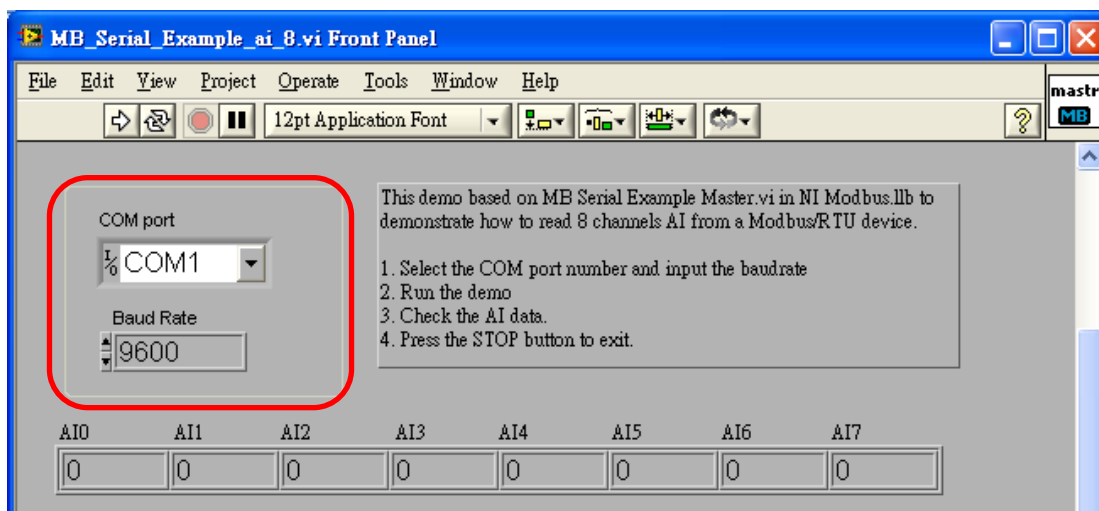 MB_Serial_Example_ai_8.vi Front Panel
File Edit View Project Operate Tools Window Help
mastr
MB
12pt Application Font
?
COM port
I/O COM1
Baud Rate
9600
This demo based on MB Serial Example Master.vi in NI Modbus.llb to
demonstrate how to read 8 channels AI from a Modbus/RTU device.
1. Select the COM port number and input the baudrate
2. Run the demo
3. Check the AI data.
4. Press the STOP button to exit.
AI0 AI1 AI2 AI3 AI4 AI5 AI6 AI7
0 0 0 0 0 0 0 0